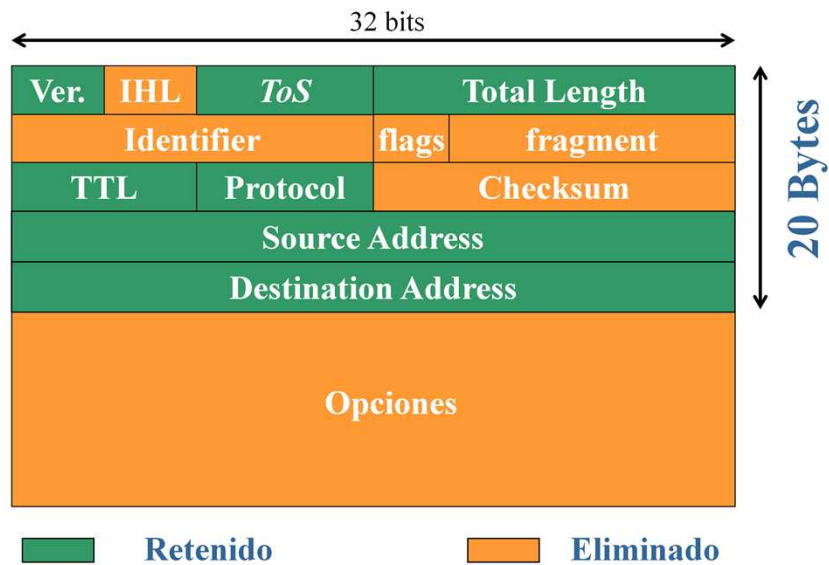 32 bits
Ver. IHL ToS Total Length
Identifier flags fragment
TTL Protocol Checksum
Source Address
Destination Address
20 Bytes
Opciones
Retenido Eliminado